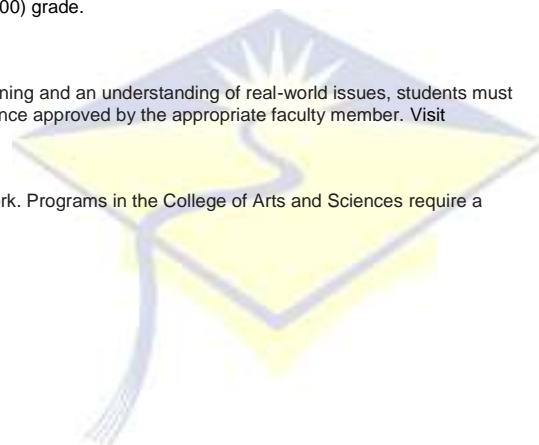 00) grade.
ning and an understanding of real-world issues, students must
nce approved by the appropriate faculty member. Visit
rk. Programs in the College of Arts and Sciences require a